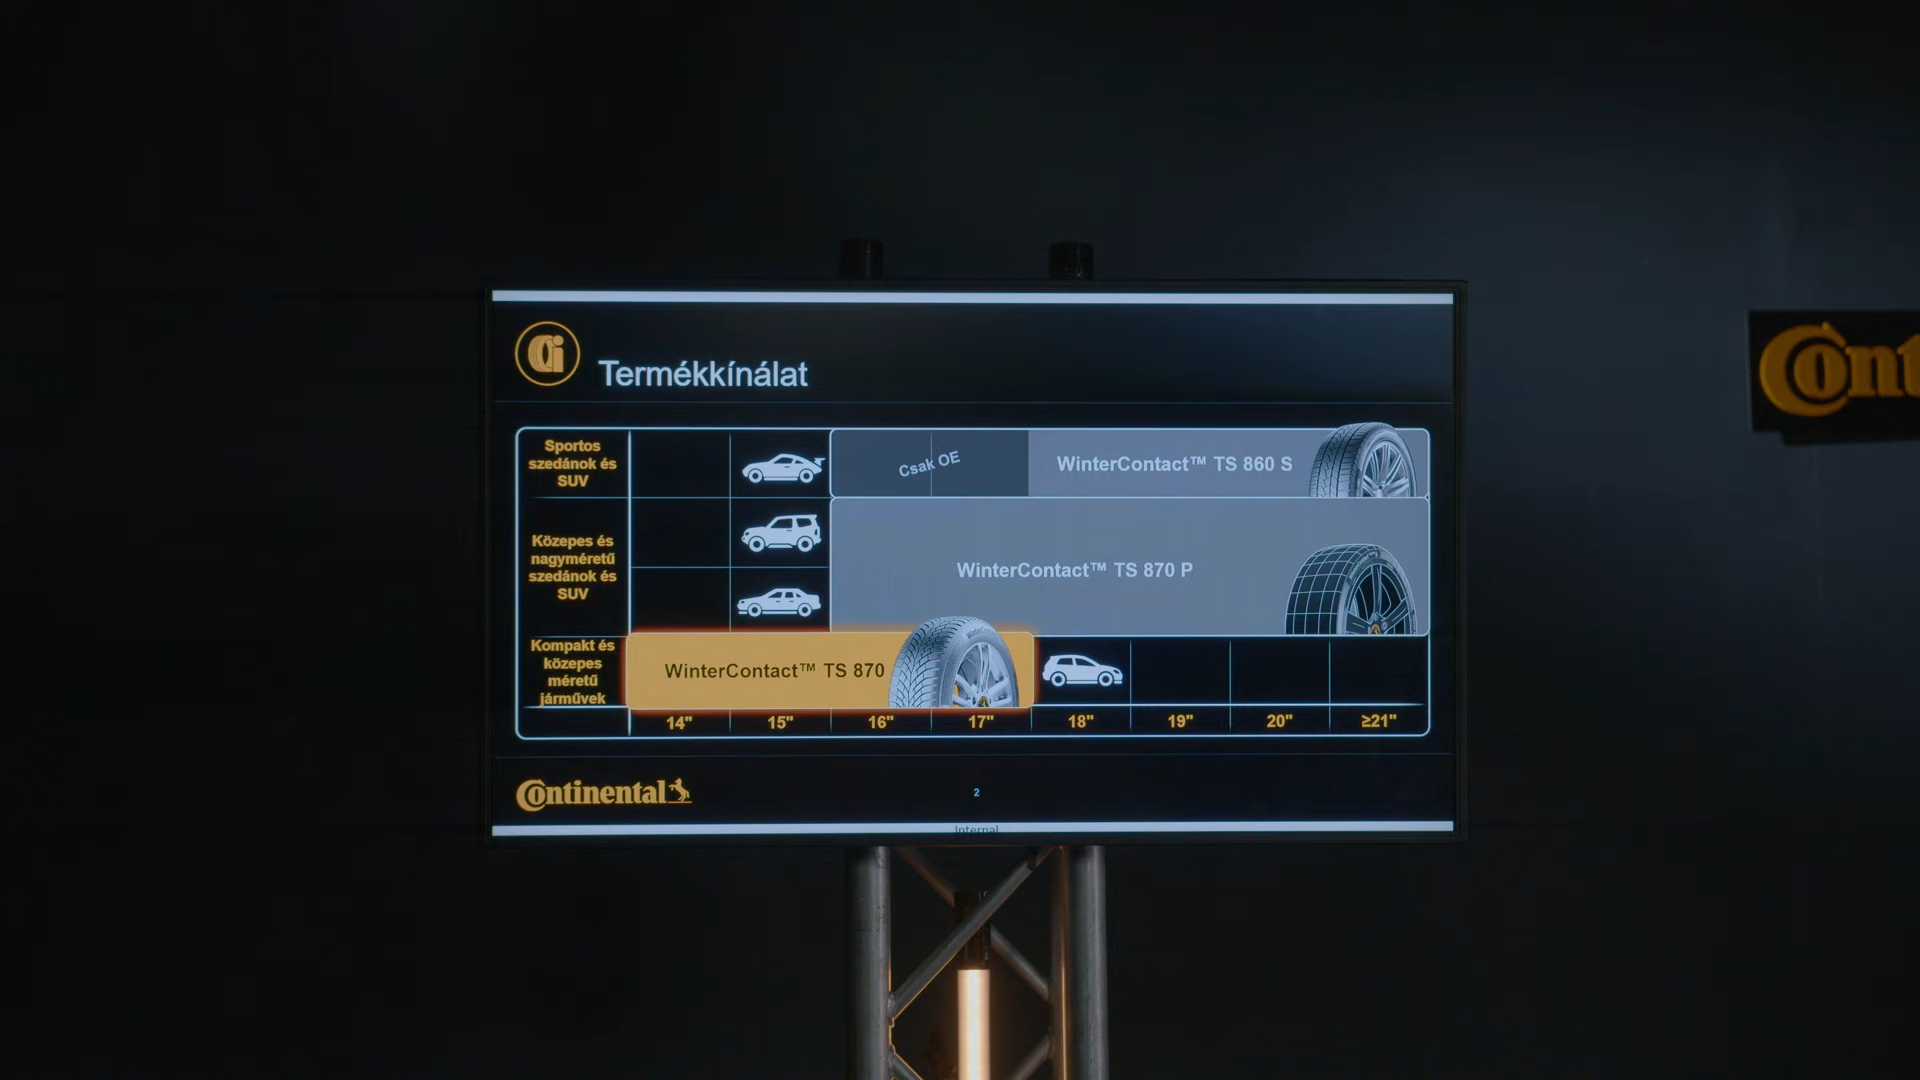 Termékkínálat
Sportos
szedánok és
SUV
Csak OE
WinterContact™ TS 860 S
Közepes és
nagyméretű
szedánok és
SUV
WinterContact™ TS 870 P
Kompakt és
közepes
méretű
járművek
WinterContact™ TS 870
14" 15" 16" 17" 18" 19" 20" ≥21"
Continental
2
Internal
Cont